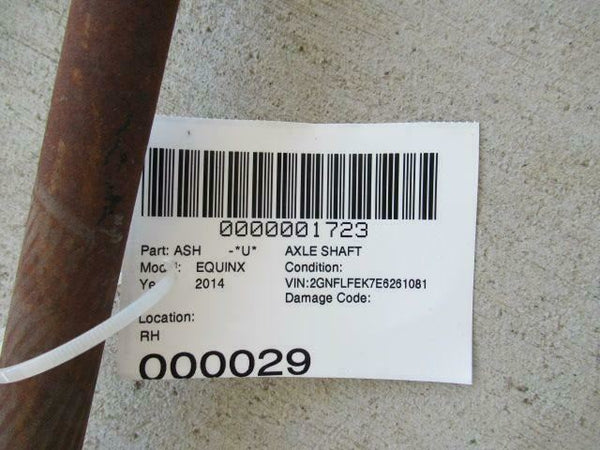 0000001723
Part: ASH -*U* AXLE SHAFT
EQUINX Condition:
2014 VIN:2GNFLFEK7E6261081
Damage Code:
Location:
RH
000029